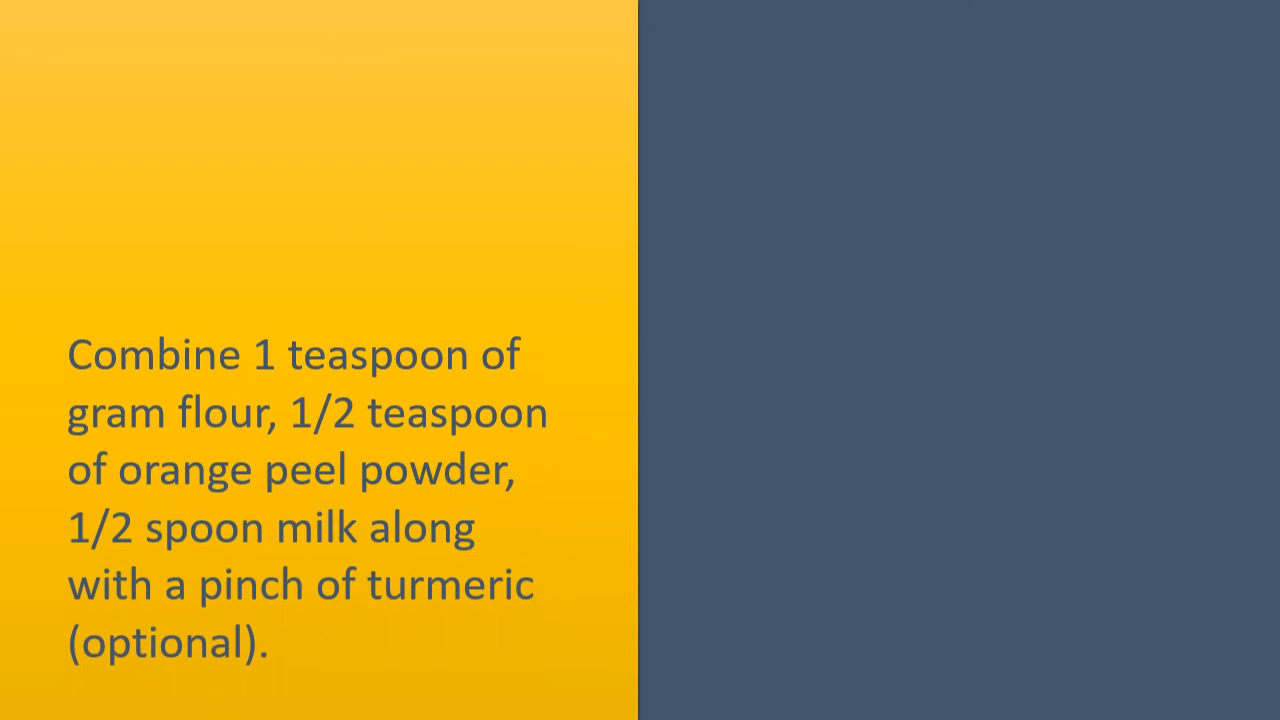 Combine 1 teaspoon of
gram flour, 1/2 teaspoon
of orange peel powder,
1/2 spoon milk along
with a pinch of turmeric
(optional).